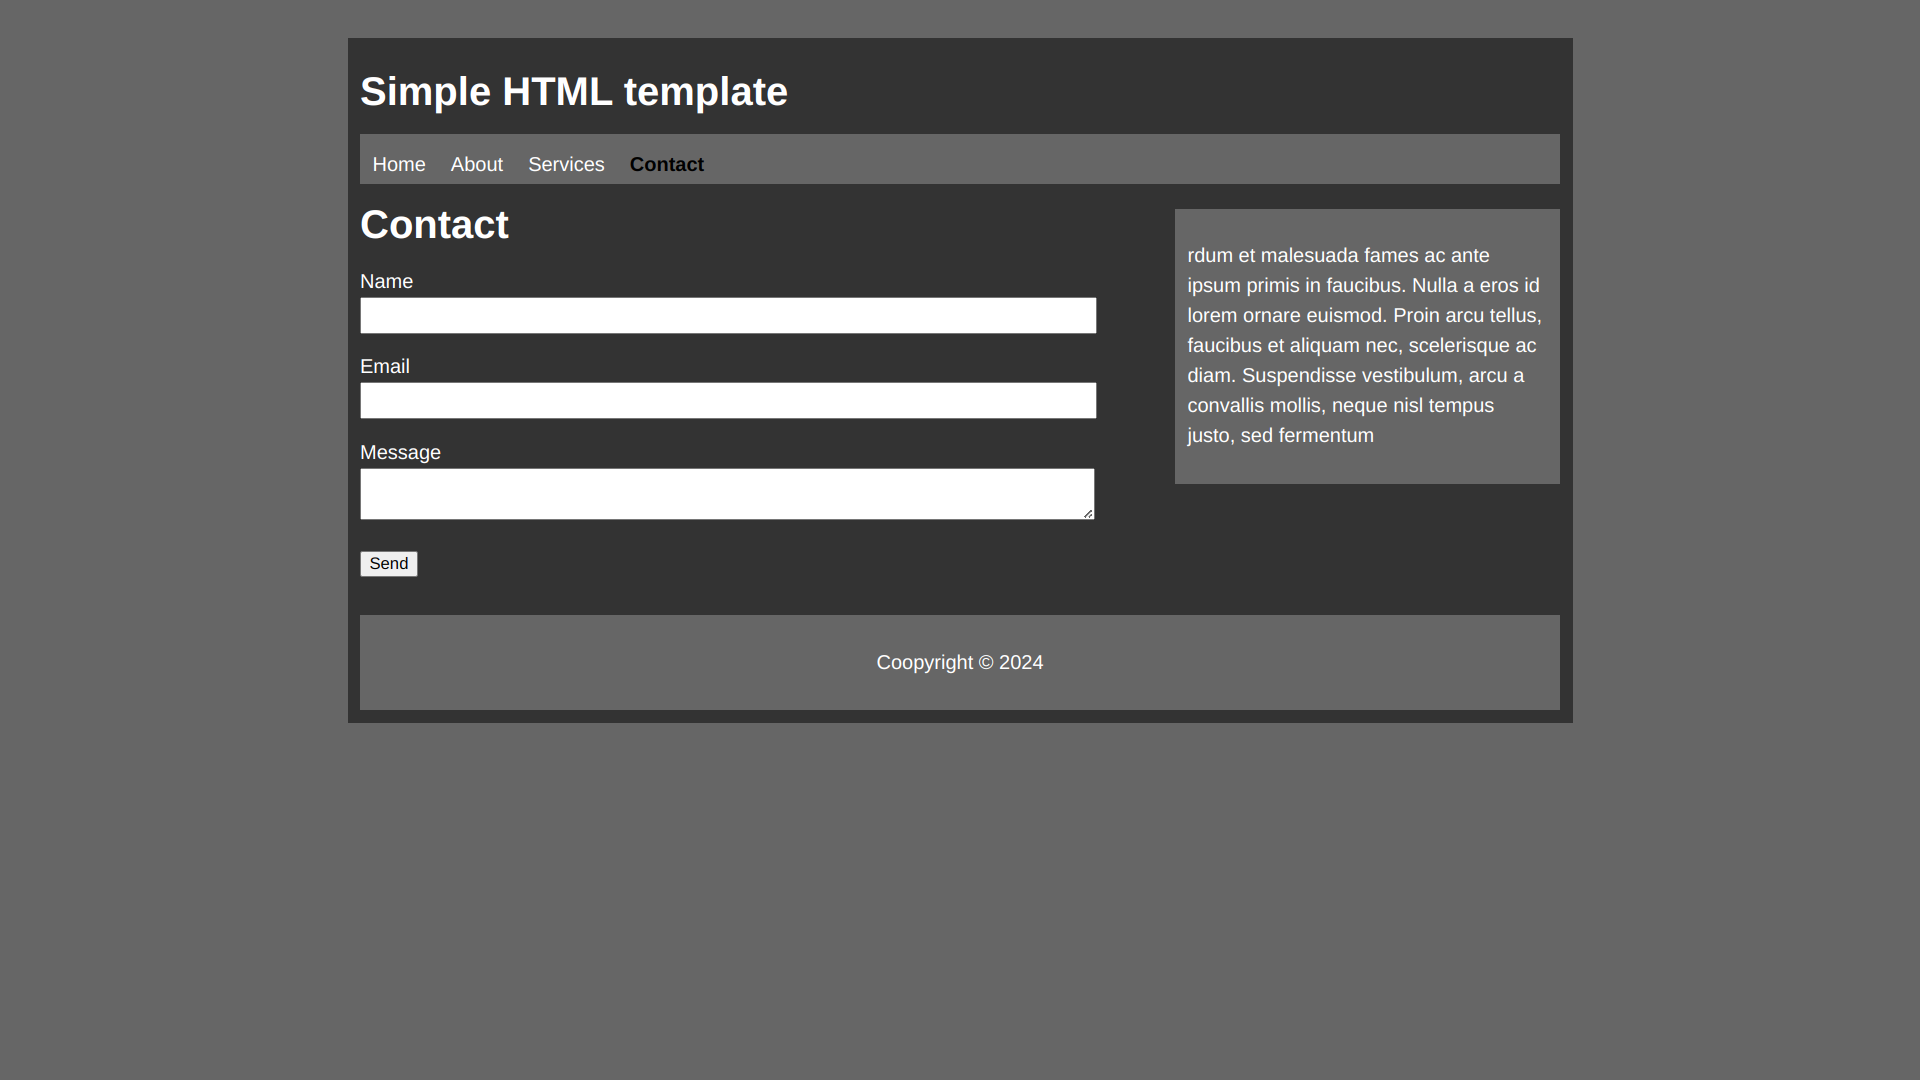 Simple HTML template
Home About Services Contact
Contact
Name
Email
Message
Send
rdum et malesuada fames ac ante
ipsum primis in faucibus. Nulla a eros id
lorem ornare euismod. Proin arcu tellus,
faucibus et aliquam nec, scelerisque ac
diam. Suspendisse vestibulum, arcu a
convallis mollis, neque nisl tempus
justo, sed fermentum
Coopyright © 2024